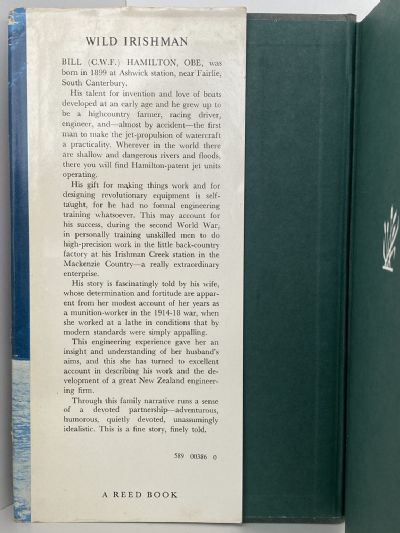 WILD IRISHMAN
BILL (C.W.F.) HAMILTON, OBE, was
born in 1899 at Ashwick station, near Fairlie,
South Canterbury.
His talent for invention and love of boats
developed at an early age and he grew up to
be a highcountry farmer, racing driver,
engineer, and—almost by accident—the first
man to make the jet-propulsion of watercraft
a practicality. Wherever in the world there
are shallow and dangerous rivers and floods,
there you will find Hamilton-patent jet units
operating.
His gift for making things work and for
designing revolutionary equipment is self-
taught, for he had no formal engineering
training whatsoever. This may account for
his success, during the second World War,
in personally training unskilled men to do
high-precision work in the little back-country
factory at his Irishman Creek station in the
Mackenzie Country—a really extraordinary
enterprise.
His story is fascinatingly told by his wife,
whose determination and fortitude are appar-
ent from her modest account of her years as
a munition-worker in the 1914-18 war, when
she worked at a lathe in conditions that by
modern standards were simply appalling.
This engineering experience gave her an
insight and understanding of her husband's
aims, and this she has turned to excellent
account in describing his work and the de-
velopment of a great New Zealand engineer-
ing firm.
Through this family narrative runs a sense
of a devoted partnership—adventurous,
humorous, quietly devoted, unassumingly
idealistic. This is a fine story, finely told.
589 00386 0
A REED BOOK